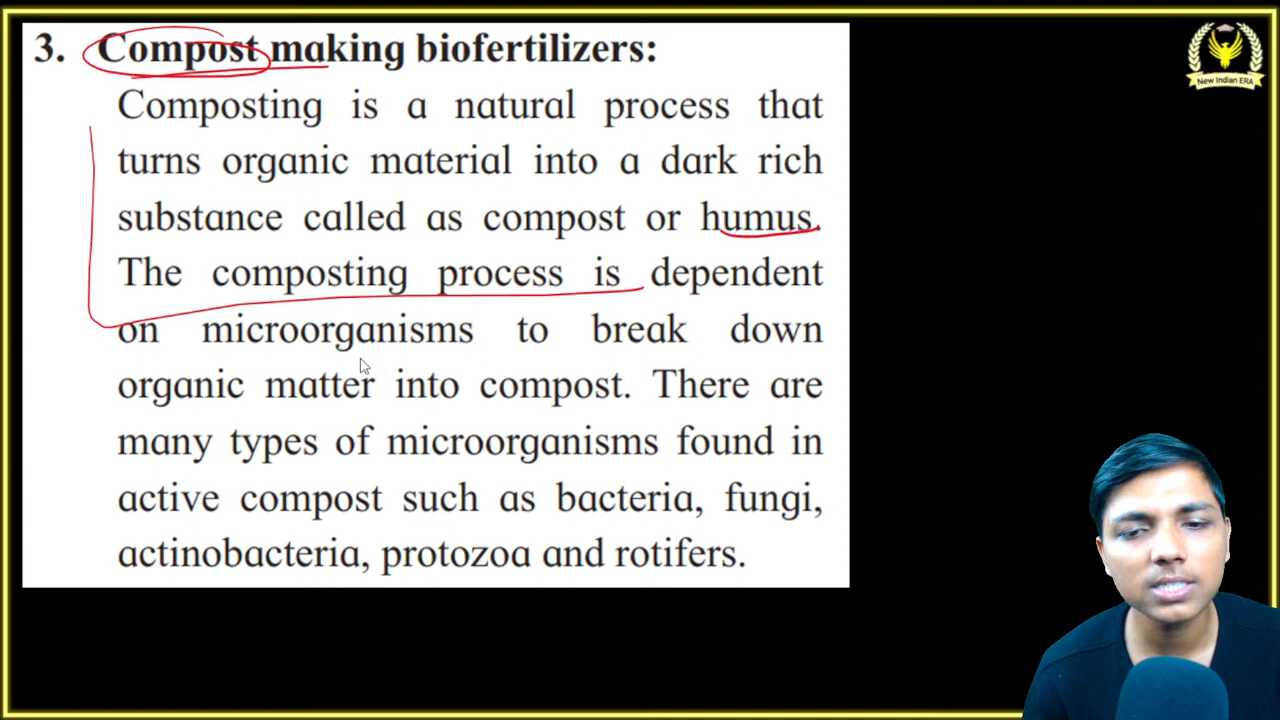 3. Compost making biofertilizers:
Composting is a natural process that
turns organic material into a dark rich
substance called as compost or humus.
The composting process is dependent
on microorganisms to break down
organic matter into compost. There are
many types of microorganisms found in
active compost such as bacteria, fungi,
actinobacteria, protozoa and rotifers.
New Indian ERA